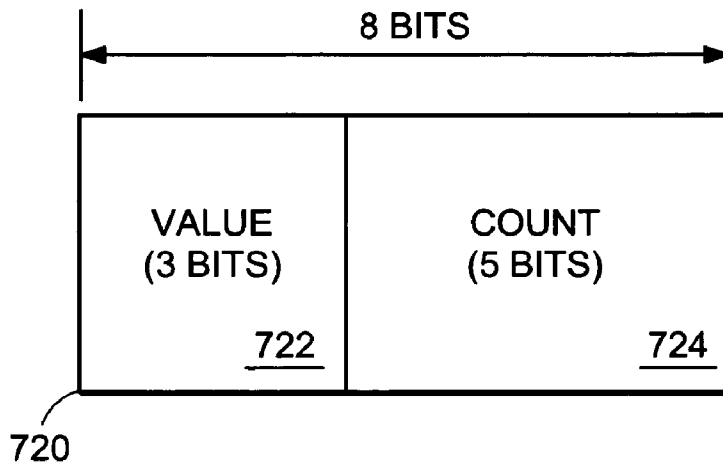 8 BITS
VALUE
(3 BITS)
722
COUNT
(5 BITS)
724
720